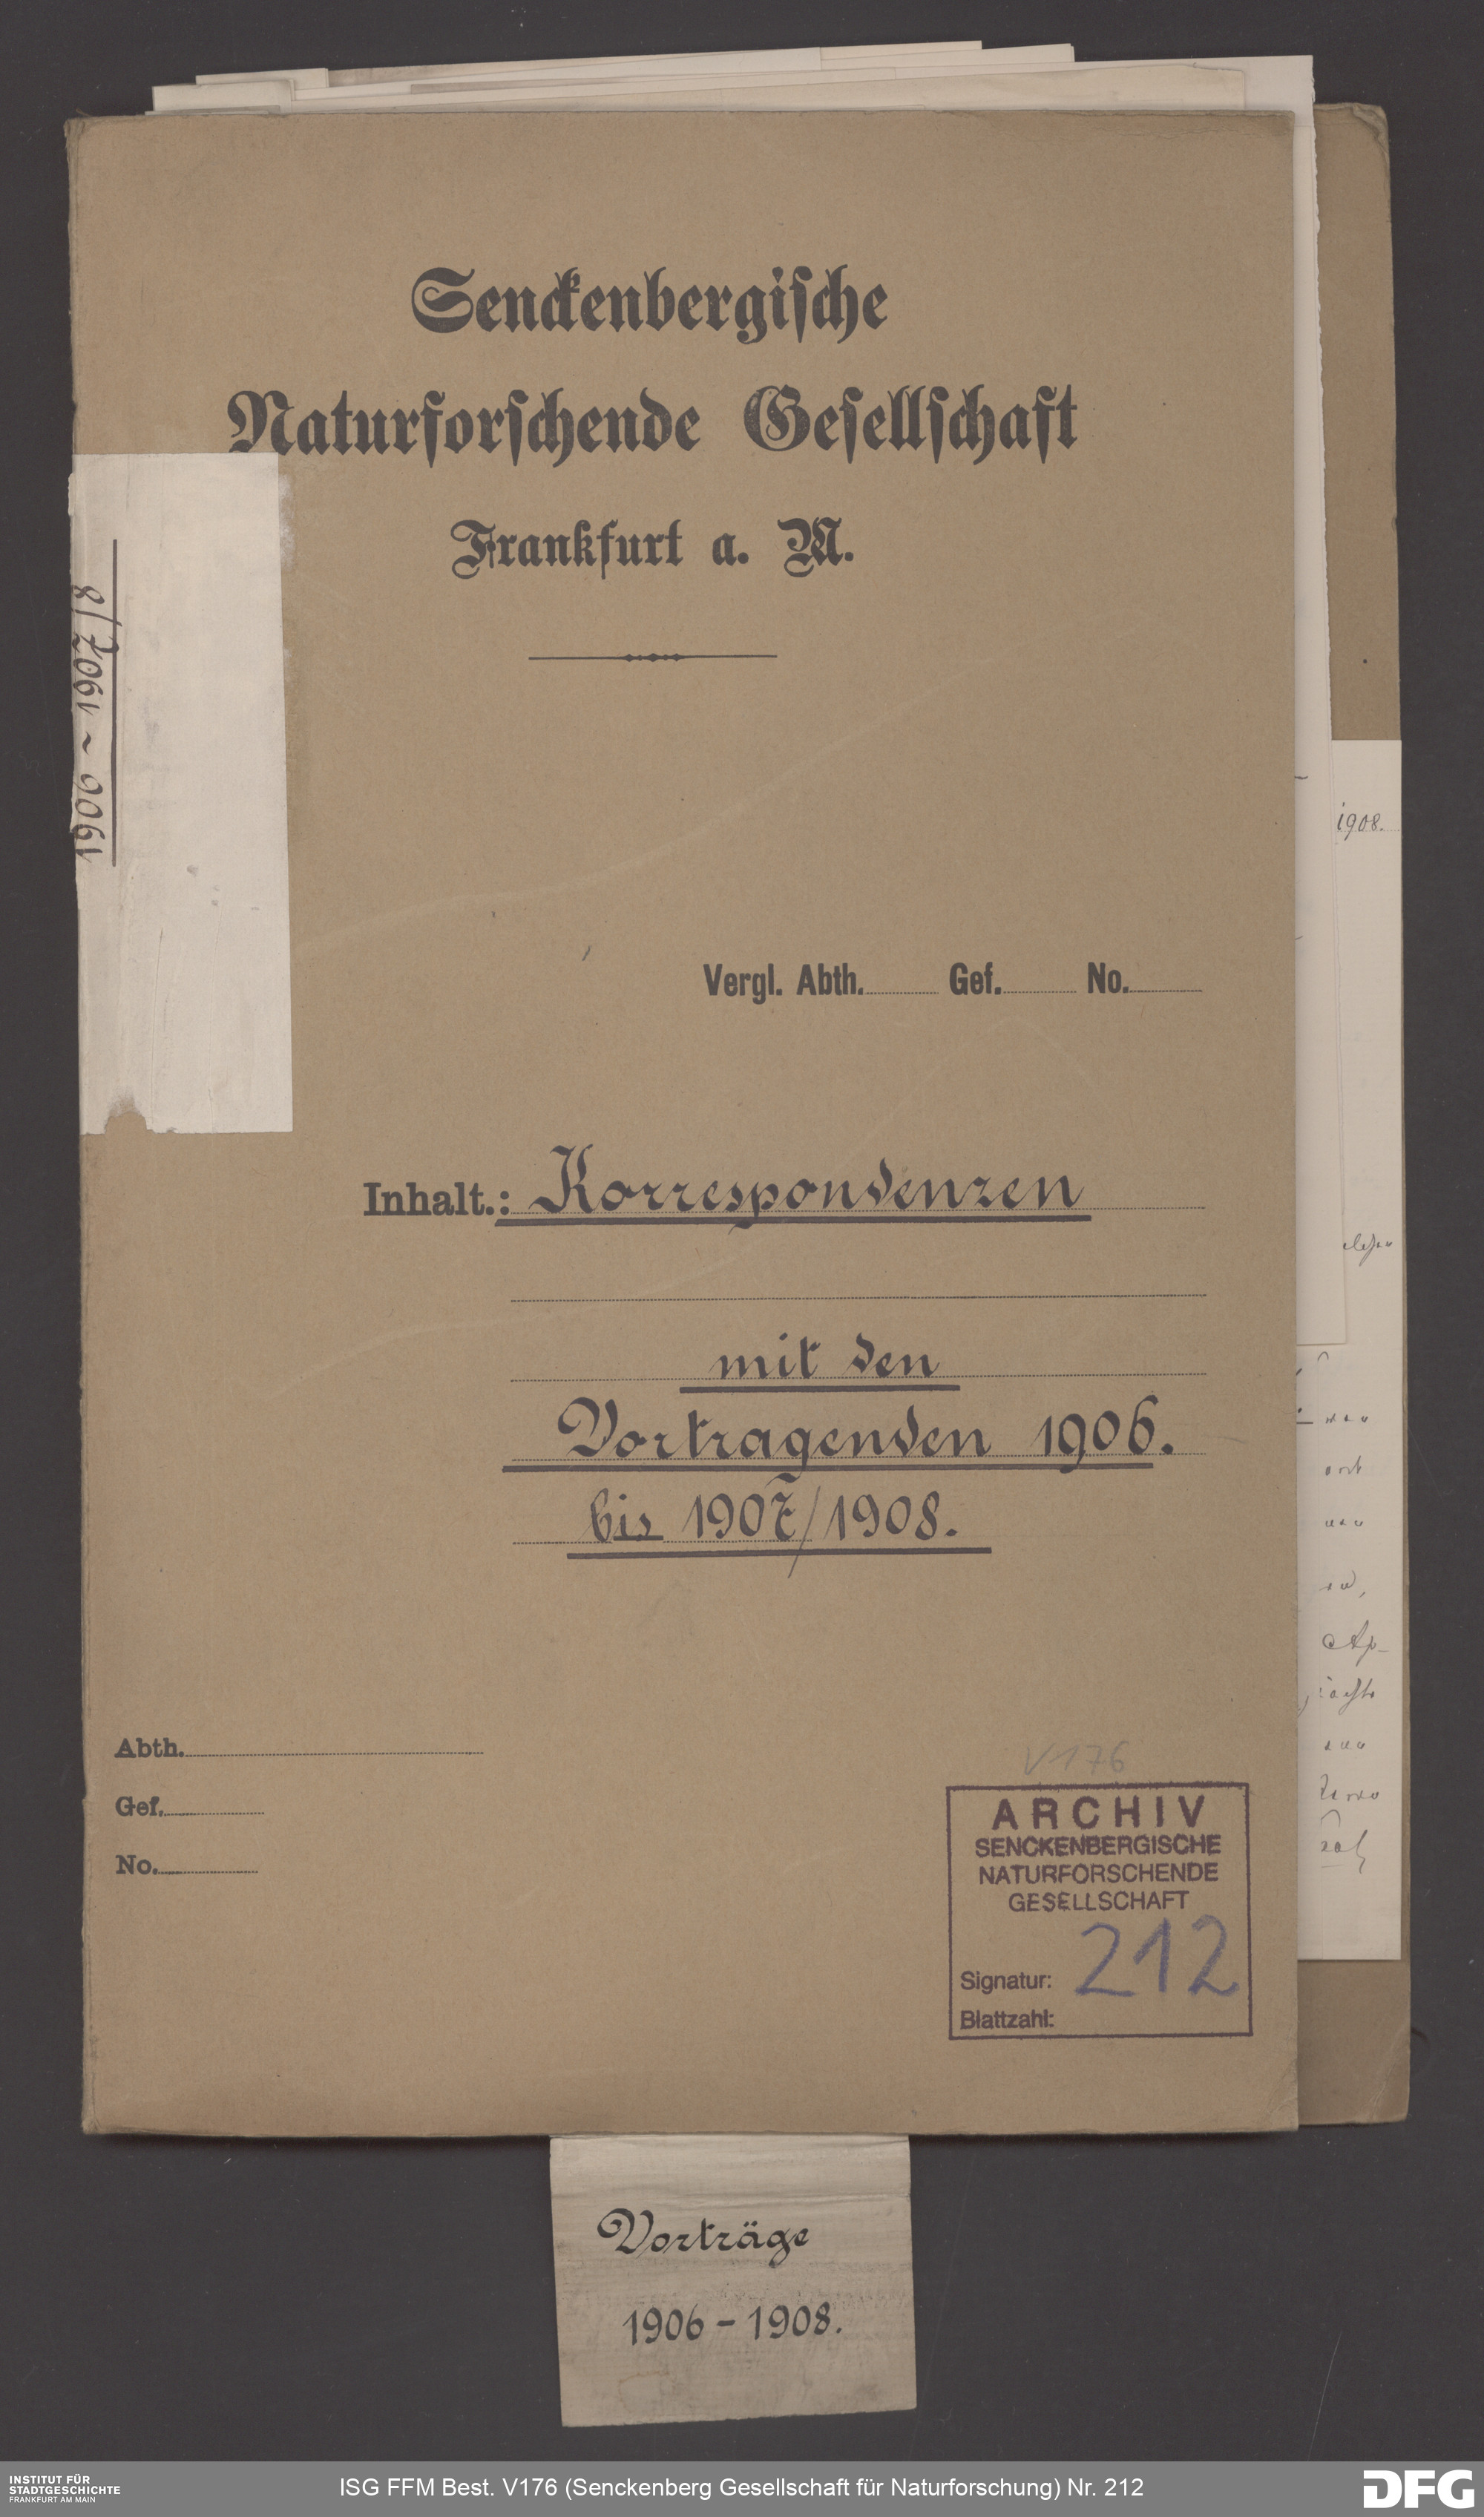 Senckenbergische
Naturforschende Gesellschaft
Frankfurt a. M.
1906 ~ 1907/8
Vergl. Abth. Gef. No.
1908.
Inhalt.: Korrespondenzen
mit den
Vortragenden 1906.
bis 1907/1908.
Abth.
Gef.
No.
V 176
ARCHIV
SENCKENBERGISCHE
NATURFORSCHENDE
GESELLSCHAFT
Signatur: 212
Blattzahl:
Vorträge
1906 - 1908.
INSTITUT FÜR
STADTGESCHICHTE
FRANKFURT AM MAIN
ISG FFM Best. V176 (Senckenberg Gesellschaft für Naturforschung) Nr. 212
DFG